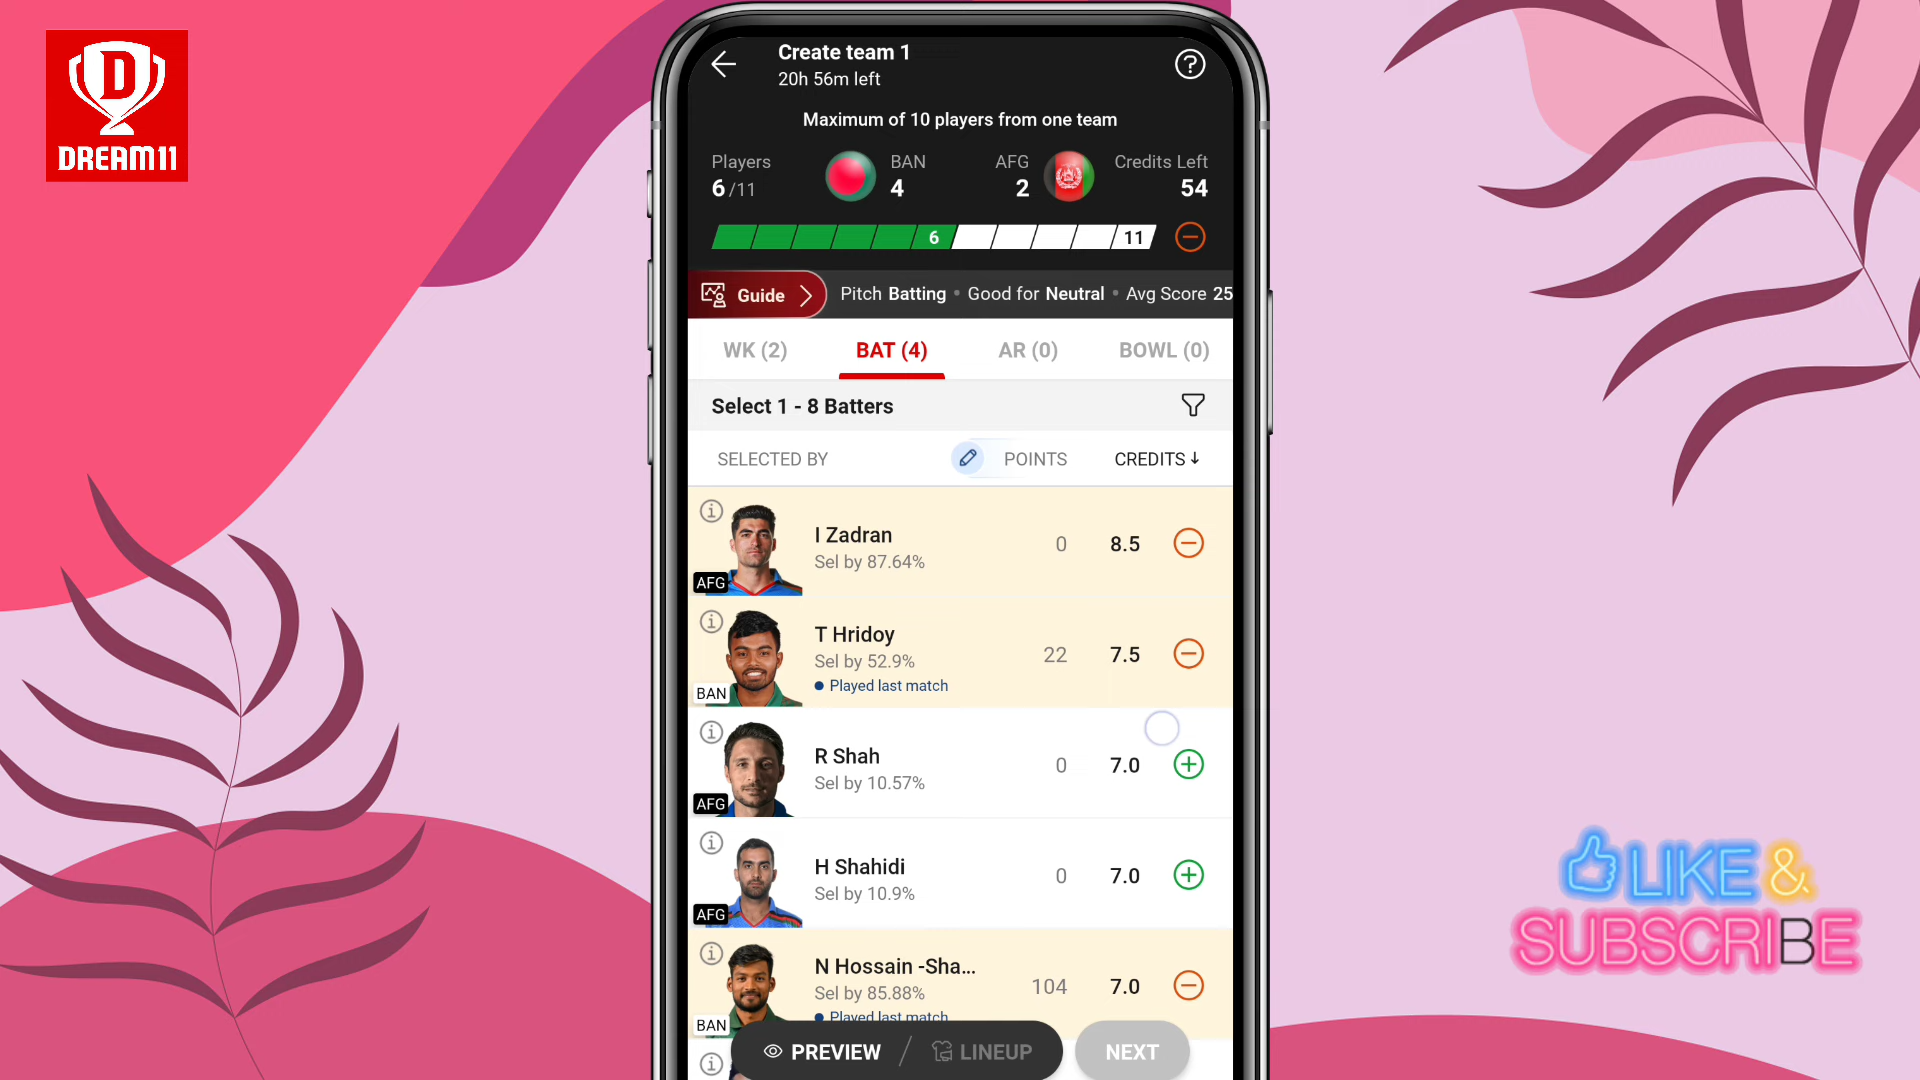 D
DREAM11
Create team 1
20h 56m left
?
Maximum of 10 players from one team
Players
6/11
BAN
4
AFG
2
Credits Left
54
6
11
Guide
Pitch Batting • Good for Neutral • Avg Score 25
WK (2)
BAT (4)
AR (0)
BOWL (0)
Select 1 - 8 Batters
SELECTED BY
POINTS
CREDITS↓
I Zadran
Sel by 87.64%
AFG
0
8.5
T Hridoy
Sel by 52.9%
Played last match
BAN
22
7.5
R Shah
Sel by 10.57%
AFG
0
7.0
H Shahidi
Sel by 10.9%
AFG
0
7.0
N Hossain -Sha...
Sel by 85.88%
Played last match
BAN
104
7.0
PREVIEW
LINEUP
NEXT
LIKE &
SUBSCRIBE